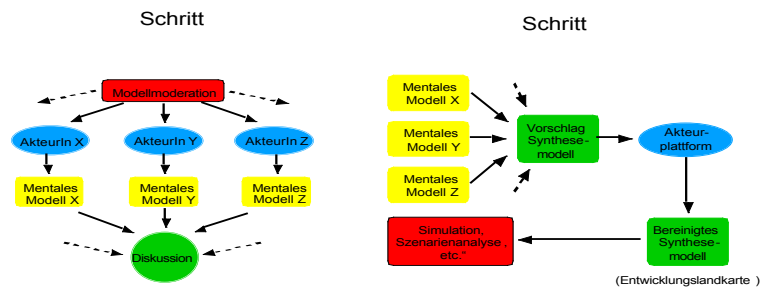 Schritt
Modellmoderation
AkteurIn X
AkteurIn Y
AkteurIn Z
Mentales
Modell X
Mentales
Modell Y
Mentales
Modell Z
Diskussion
Schritt
Mentales
Modell X
Mentales
Modell Y
Mentales
Modell Z
Vorschlag
Synthese-
modell
Akteur-
plattform
Simulation,
Szenarienanalyse ,
etc."
Bereinigtes
Synthese-
modell
(Entwicklungslandkarte )